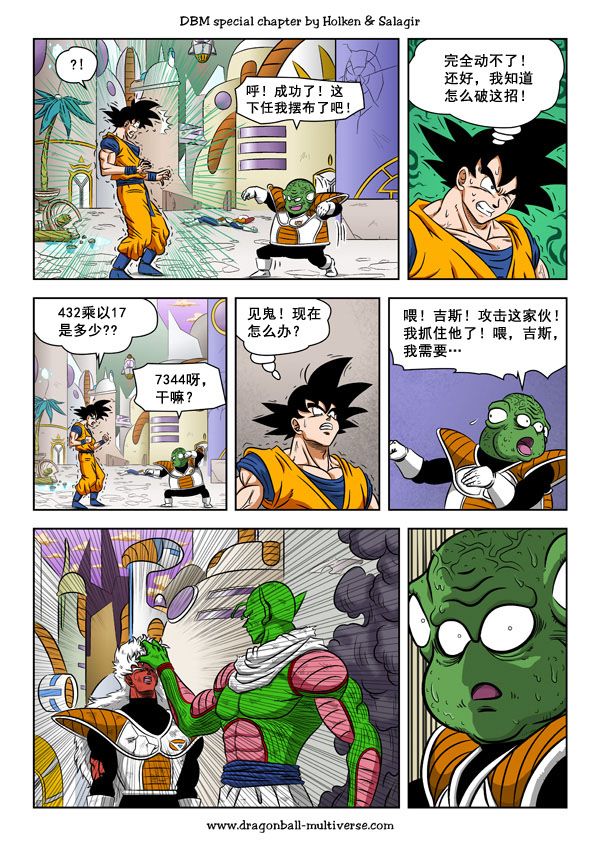 DBM special chapter by Holken & Salagir
?!
呼！成功了！这
下任我摆布了吧！
完全动不了！
还好，我知道
怎么破这招！
432乘以17
是多少??
7344呀，
干嘛？
见鬼！现在
怎么办？
喂！吉斯！攻击这家伙！
我抓住他了！喂，吉斯，
我需要…
www.dragonball-multiverse.com